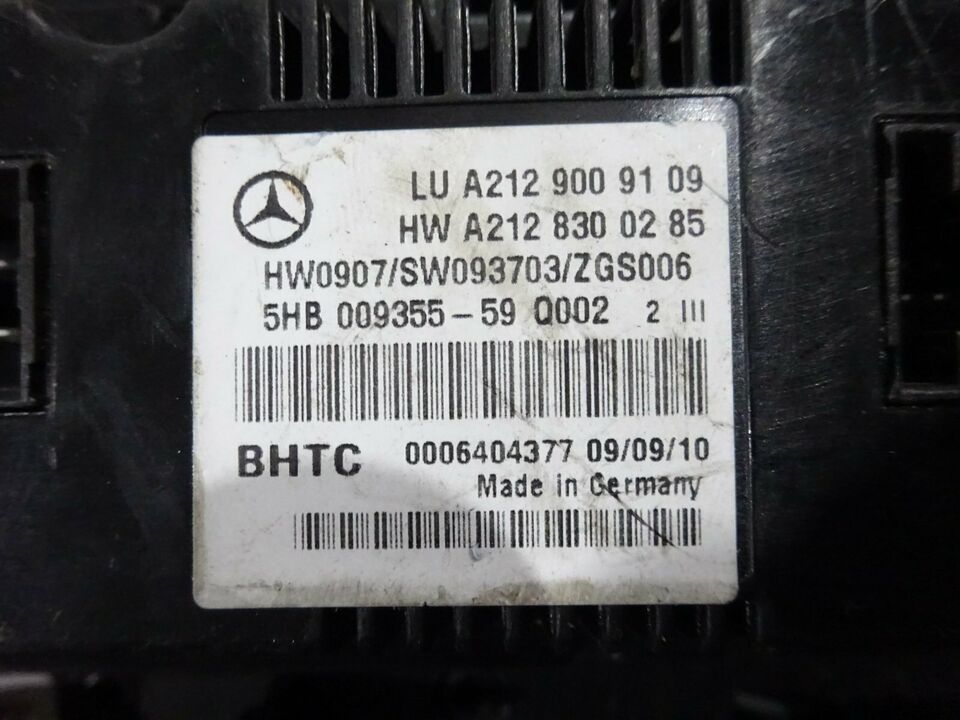 LU A212 900 91 09
HW A212 830 02 85
HW0907/SW093703/ZGS006
5HB 009355-59 Q002 2 III
BHTC 0006404377 09/09/10
Made in Germany